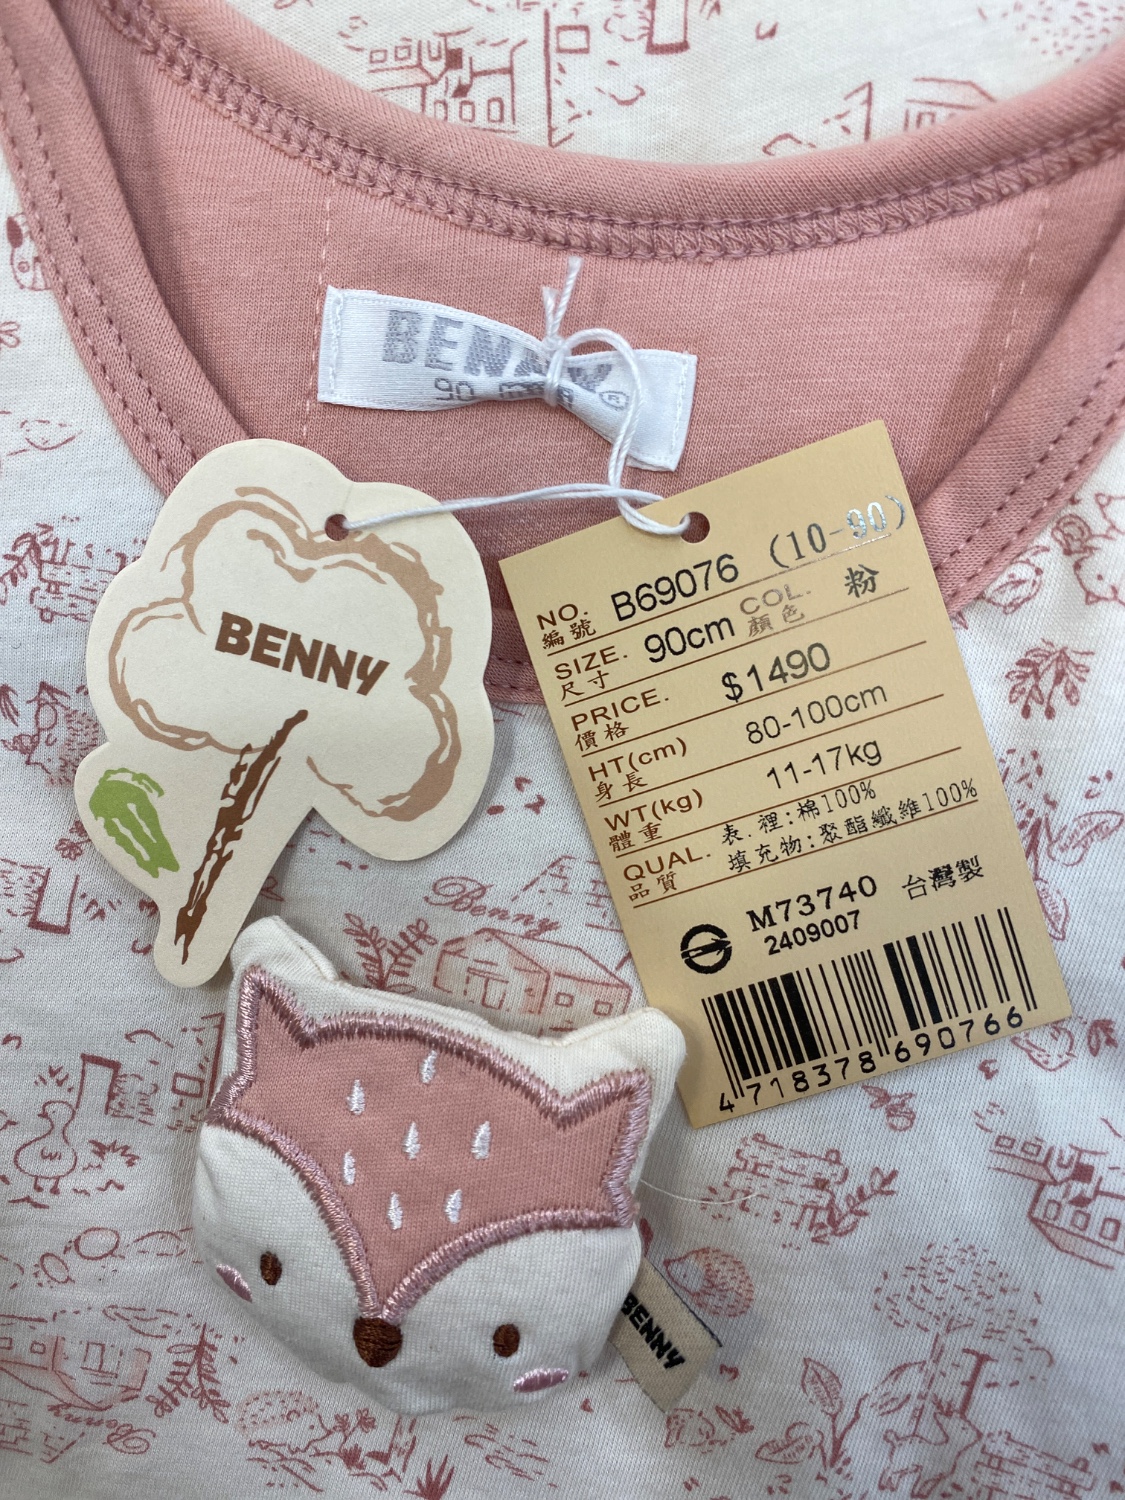 BENNY
90
BENNY
NO. B69076 (10-90)
編號
SIZE. 90cm COL. 粉
尺寸 顏色
PRICE. $1490
價格
HT(cm) 80-100cm
身長
WT(kg) 11-17kg
體重
QUAL. 表.裡:棉100%
品質 填充物:聚酯纖維100%
M73740 台灣製
2409007
4718378690766
Benny
BENNY
Benny